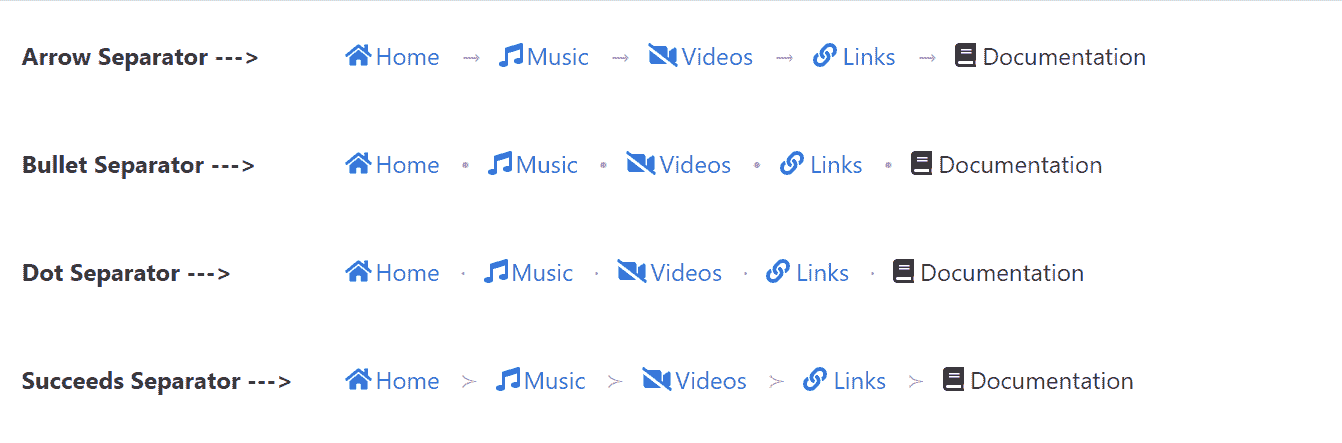 Arrow Separator ---> Home → Music → Videos → Links → Documentation
Bullet Separator ---> Home • Music • Videos • Links • Documentation
Dot Separator ---> Home · Music · Videos · Links · Documentation
Succeeds Separator ---> Home ≻ Music ≻ Videos ≻ Links ≻ Documentation